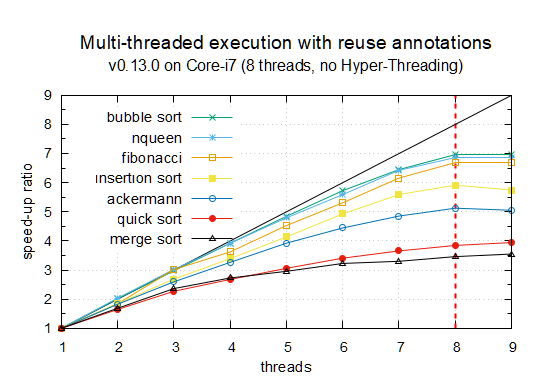 Multi-threaded execution with reuse annotations
v0.13.0 on Core-i7 (8 threads, no Hyper-Threading)
9
8
7
6
5
4
3
2
1
speed-up ratio
bubble sort
nqueen
fibonacci
insertion sort
ackermann
quick sort
merge sort
1 2 3 4 5 6 7 8 9
threads